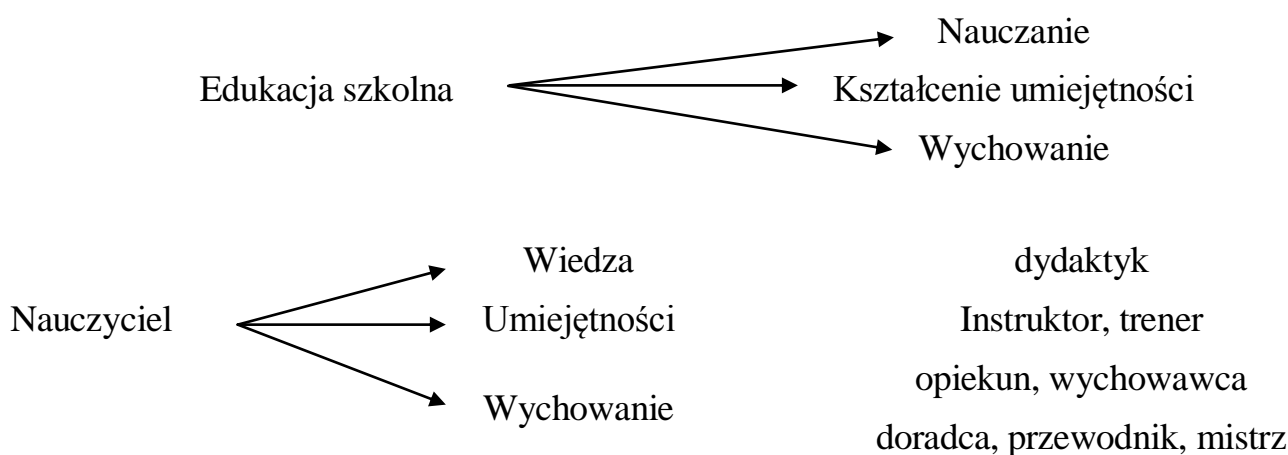 Nauczanie
Edukacja szkolna Kształcenie umiejętności
Wychowanie
Wiedza dydaktyk
Nauczyciel Umiejętności Instruktor, trener
opiekun, wychowawca
Wychowanie
doradca, przewodnik, mistrz